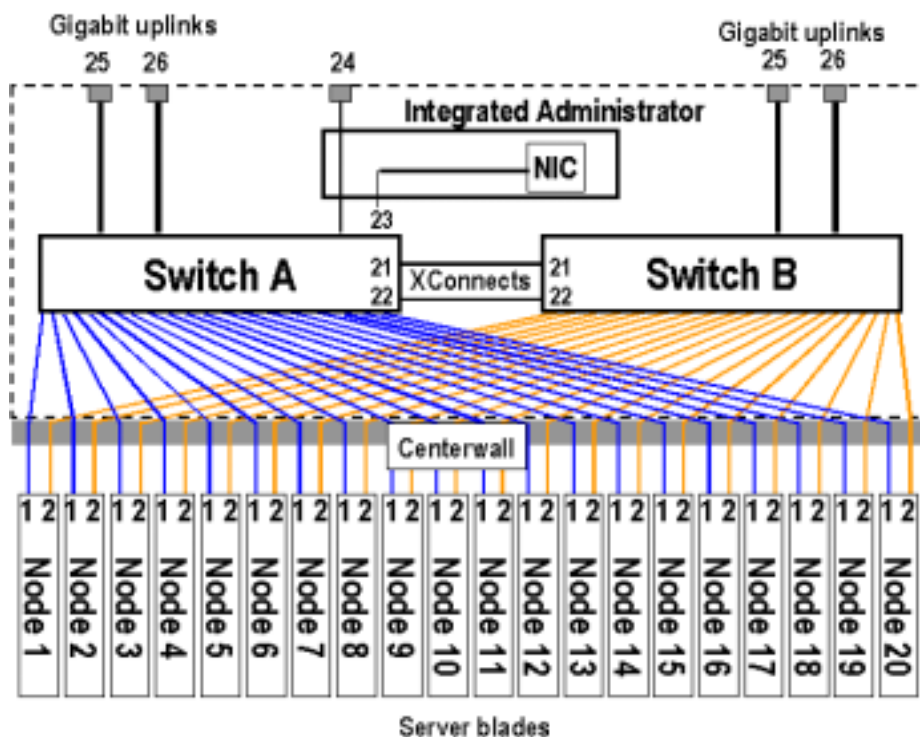 Gigabit uplinks
Gigabit uplinks
25 26 24 25 26
Integrated Administrator
NIC
23
Switch A 21 XConnects 21 Switch B
22 22
Centerwall
1 2 1 2 1 2 1 2 1 2 1 2 1 2 1 2 1 2 1 2 1 2 1 2 1 2 1 2 1 2 1 2 1 2 1 2 1 2 1 2
Node 1
Node 2
Node 3
Node 4
Node 5
Node 6
Node 7
Node 8
Node 9
Node 10
Node 11
Node 12
Node 13
Node 14
Node 15
Node 16
Node 17
Node 18
Node 19
Node 20
Server blades